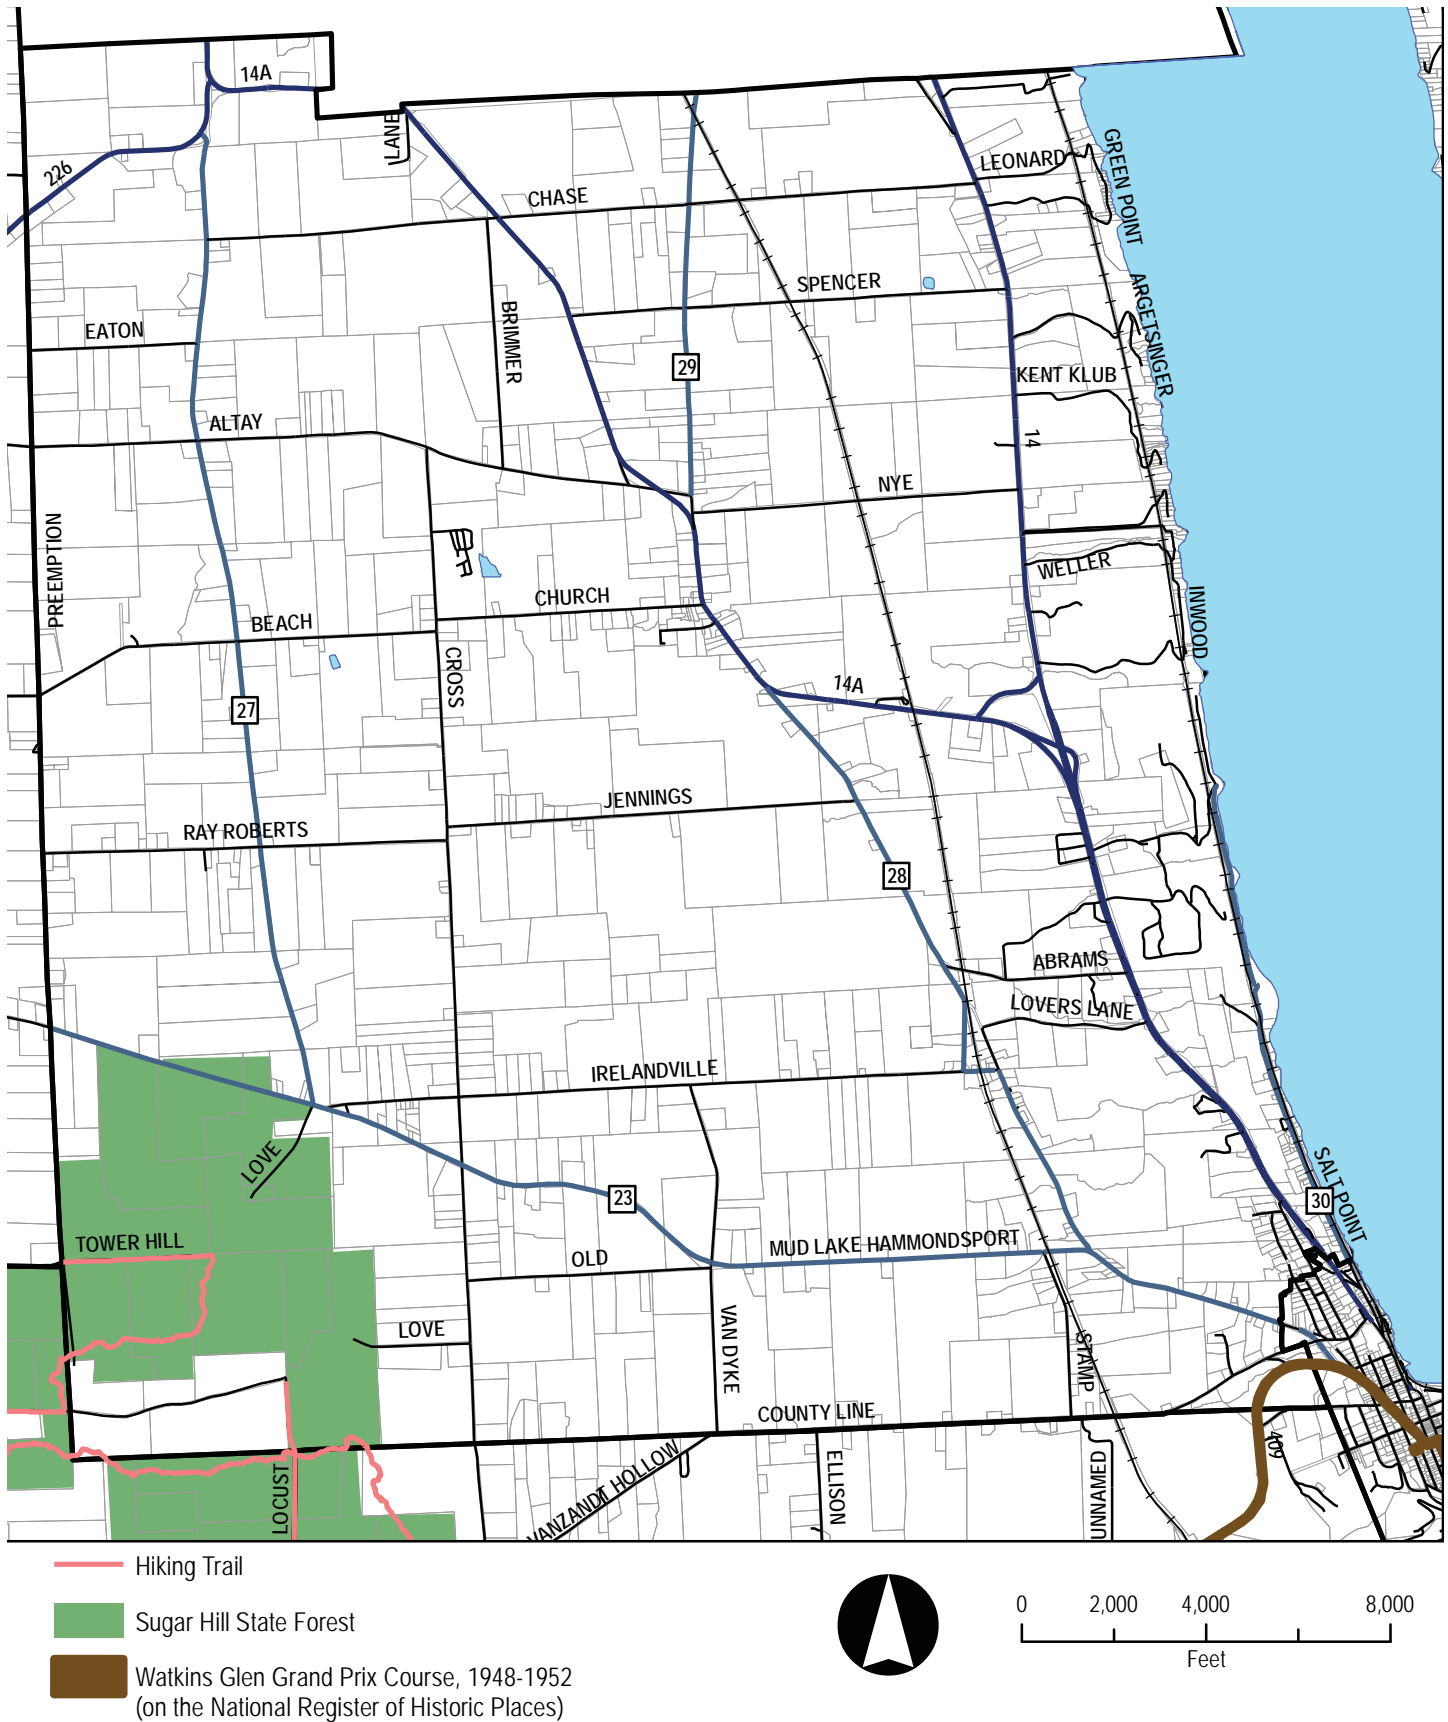 14A
226
LANE
GREEN POINT
LEONARD
CHASE
SPENCER
ARGETSINGER
BRIMMER
EATON
29
KENT KLUB
ALTAY
14
NYE
PREEMPTION
WELLER
INWOOD
CHURCH
BEACH
CROSS
14A
27
JENNINGS
RAY ROBERTS
28
ABRAMS
LOVERS LANE
IRELANDVILLE
LOVE
SALT POINT
23
30
TOWER HILL
MUD LAKE HAMMONDSPORT
OLD
LOVE
VAN DYKE
STAMP
COUNTY LINE
409
LOCUST
VANZANDT HOLLOW
ELLISON
UNNAMED
Hiking Trail
Sugar Hill State Forest
Watkins Glen Grand Prix Course, 1948-1952
(on the National Register of Historic Places)
0 2,000 4,000 8,000
Feet